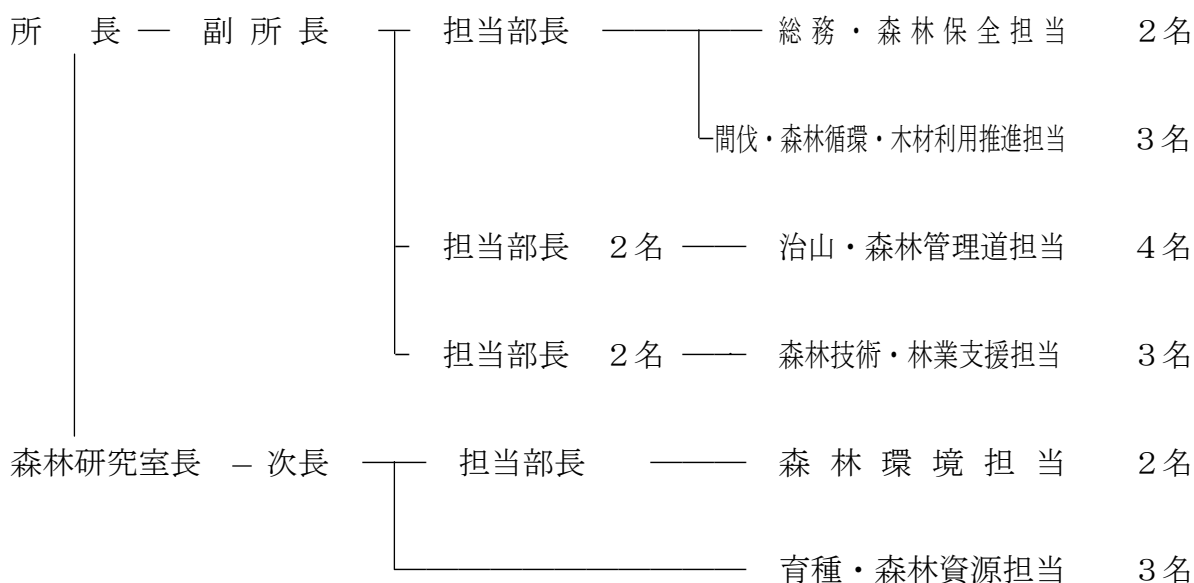 所　長 ― 副所長 ― 担当部長 ――― 総務・森林保全担当　２名
間伐・森林循環・木材利用推進担当　３名
担当部長　２名 ―― 治山・森林管理道担当　４名
担当部長　２名 ―― 森林技術・林業支援担当　３名
森林研究室長 － 次長 ―― 担当部長 ――― 森林環境担当　２名
育種・森林資源担当　３名